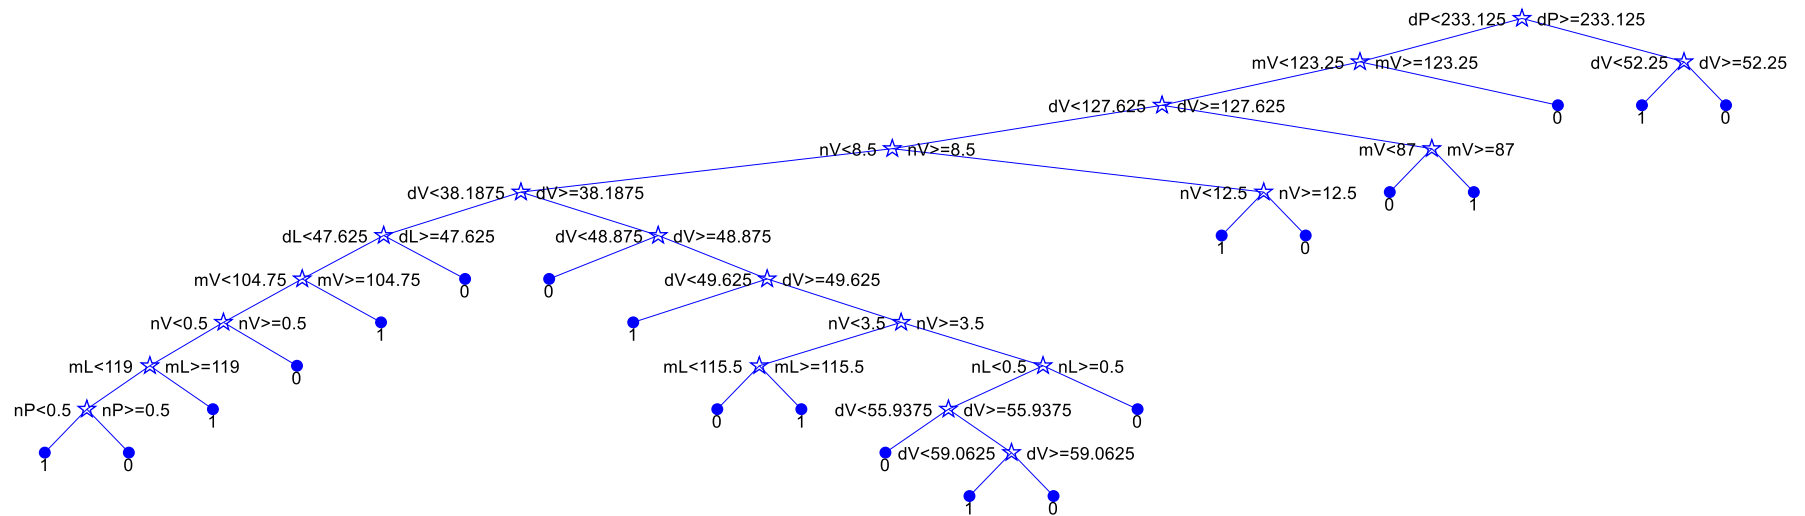 dP<233.125 dP>=233.125
mV<123.25 mV>=123.25 dV<52.25 dV>=52.25
dV<127.625 dV>=127.625 0 1 0
nV<8.5 nV>=8.5 mV<87 mV>=87
dV<38.1875 dV>=38.1875 nV<12.5 nV>=12.5 0 1
dL<47.625 dL>=47.625 dV<48.875 dV>=48.875 1 0
mV<104.75 mV>=104.75 0 0 dV<49.625 dV>=49.625
nV<0.5 nV>=0.5 1 1 nV<3.5 nV>=3.5
mL<119 mL>=119 0 mL<115.5 mL>=115.5 nL<0.5 nL>=0.5
nP<0.5 nP>=0.5 1 0 1 dV<55.9375 dV>=55.9375 0
1 0 0 dV<59.0625 dV>=59.0625
1 0